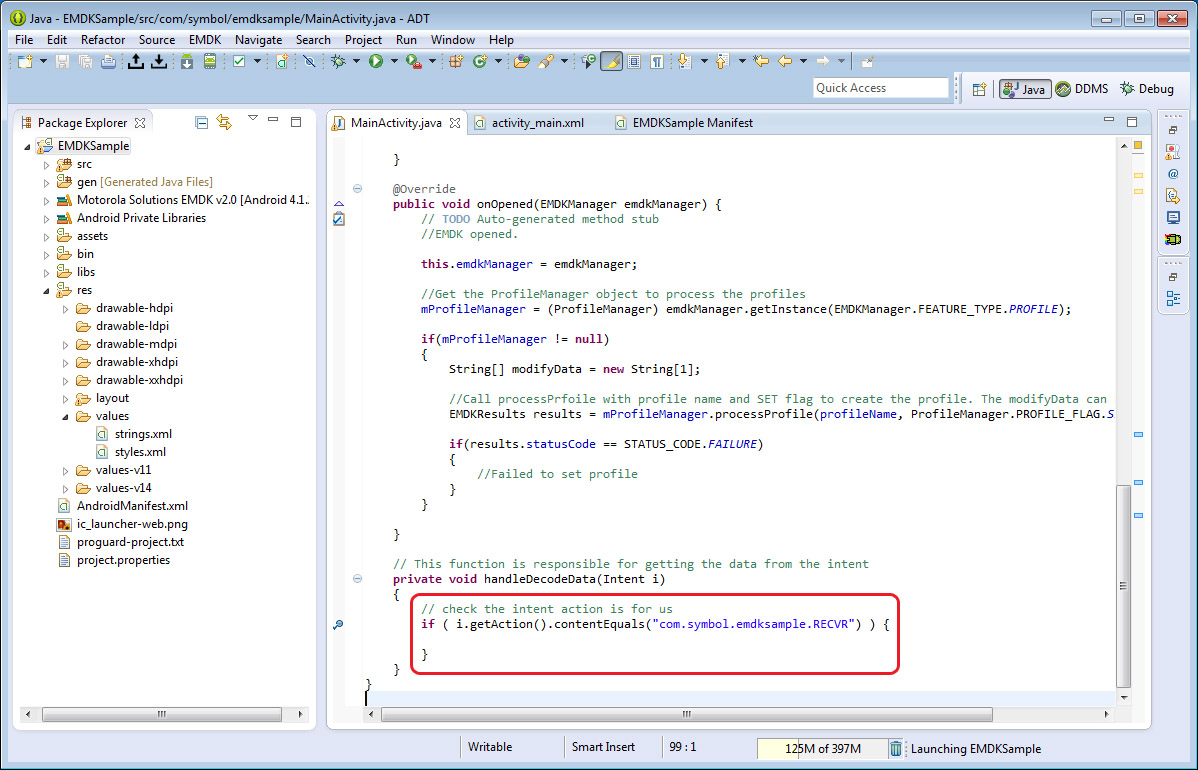 Java - EMDKSample/src/com/symbol/emdksample/MainActivity.java - ADT
File Edit Refactor Source EMDK Navigate Search Project Run Window Help
Quick Access
Java
DDMS
Debug
Package Explorer
EMDKSample
src
gen [Generated Java Files]
Motorola Solutions EMDK v2.0 [Android 4.1.
Android Private Libraries
assets
bin
libs
res
drawable-hdpi
drawable-ldpi
drawable-mdpi
drawable-xhdpi
drawable-xxhdpi
layout
values
strings.xml
styles.xml
values-v11
values-v14
AndroidManifest.xml
ic_launcher-web.png
proguard-project.txt
project.properties
MainActivity.java
activity_main.xml
EMDKSample Manifest
}
@Override
public void onOpened(EMDKManager emdkManager) {
// TODO Auto-generated method stub
//EMDK opened.
this.emdkManager = emdkManager;
//Get the ProfileManager object to process the profiles
mProfileManager = (ProfileManager) emdkManager.getInstance(EMDKManager.FEATURE_TYPE.PROFILE);
if(mProfileManager != null)
{
String[] modifyData = new String[1];
//Call processPrfoile with profile name and SET flag to create the profile. The modifyData can
EMDKResults results = mProfileManager.processProfile(profileName, ProfileManager.PROFILE_FLAG.S
if(results.statusCode == STATUS_CODE.FAILURE)
{
//Failed to set profile
}
}
}
// This function is responsible for getting the data from the intent
private void handleDecodeData(Intent i)
{
// check the intent action is for us
if ( i.getAction().contentEquals("com.symbol.emdksample.RECVR") ) {
}
}
}
Writable
Smart Insert
99 : 1
125M of 397M
Launching EMDKSample